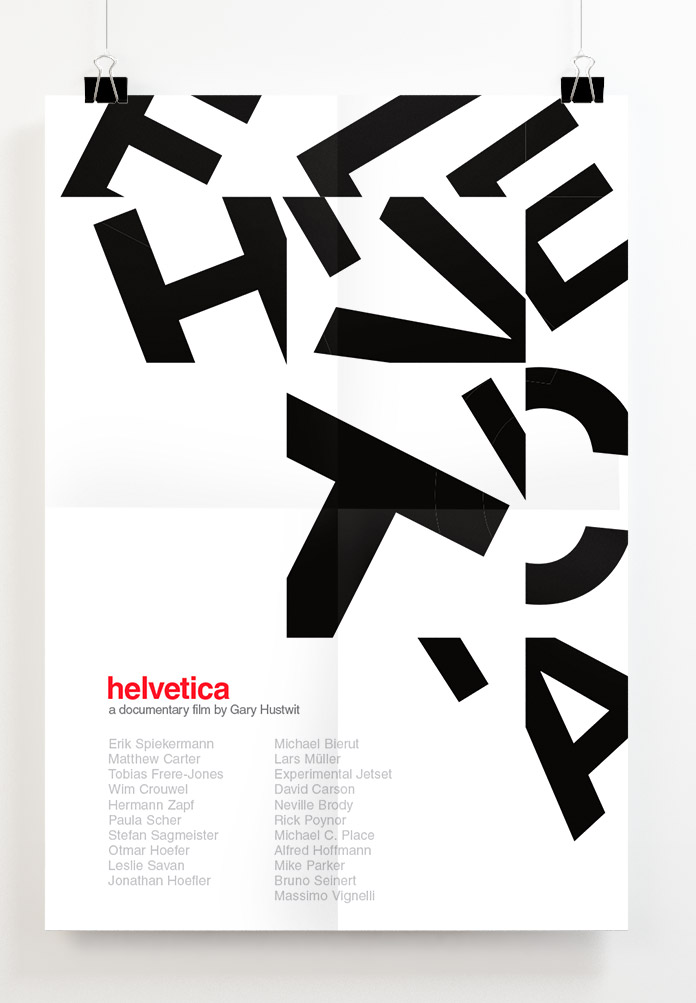 L E
H V
T
C
A
helvetica
a documentary film by Gary Hustwit
Erik Spiekermann
Matthew Carter
Tobias Frere-Jones
Wim Crouwel
Hermann Zapf
Paula Scher
Stefan Sagmeister
Otmar Hoefer
Leslie Savan
Jonathan Hoefler
Michael Bierut
Lars Müller
Experimental Jetset
David Carson
Neville Brody
Rick Poynor
Michael C. Place
Alfred Hoffmann
Mike Parker
Bruno Seinert
Massimo Vignelli